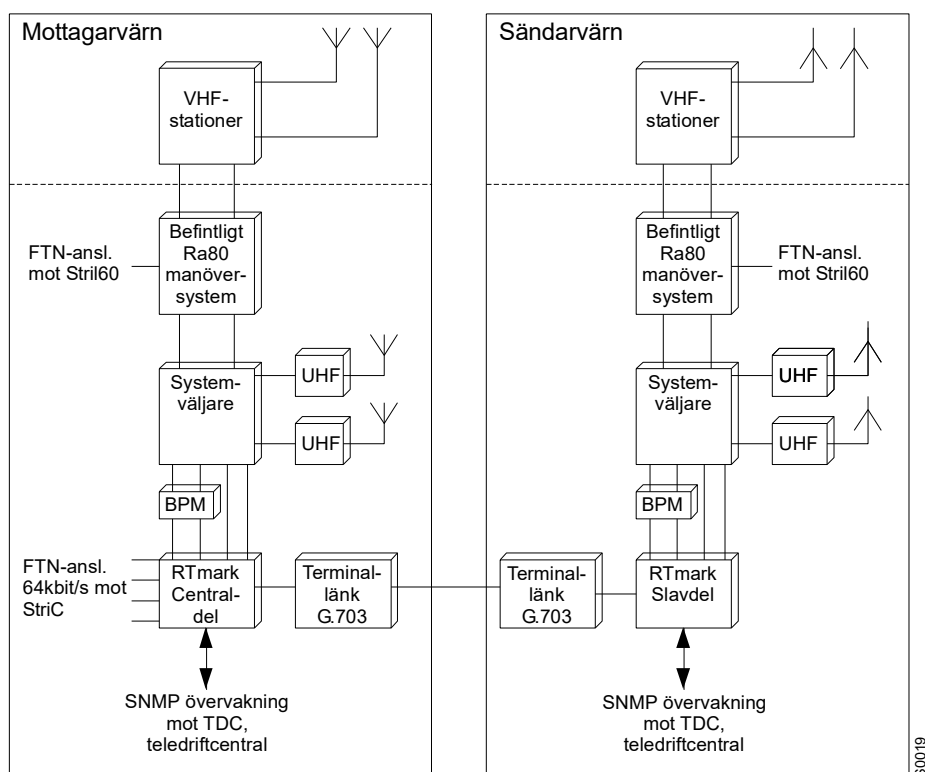 Mottagarvärn
VHF-
stationer
Befintligt
Ra80
manöver-
system
FTN-ansl.
mot Stril60
System-
väljare
UHF
UHF
BPM
FTN-ansl.
64kbit/s mot
StriC
RTmark
Central-
del
Terminal-
länk
G.703
SNMP övervakning
mot TDC,
teledriftcentral
Sändarvärn
VHF-
stationer
Befintligt
Ra80
manöver-
system
FTN-ansl.
mot Stril60
System-
väljare
UHF
UHF
BPM
Terminal-
länk
G.703
RTmark
Slavdel
SNMP övervakning
mot TDC,
teledriftcentral